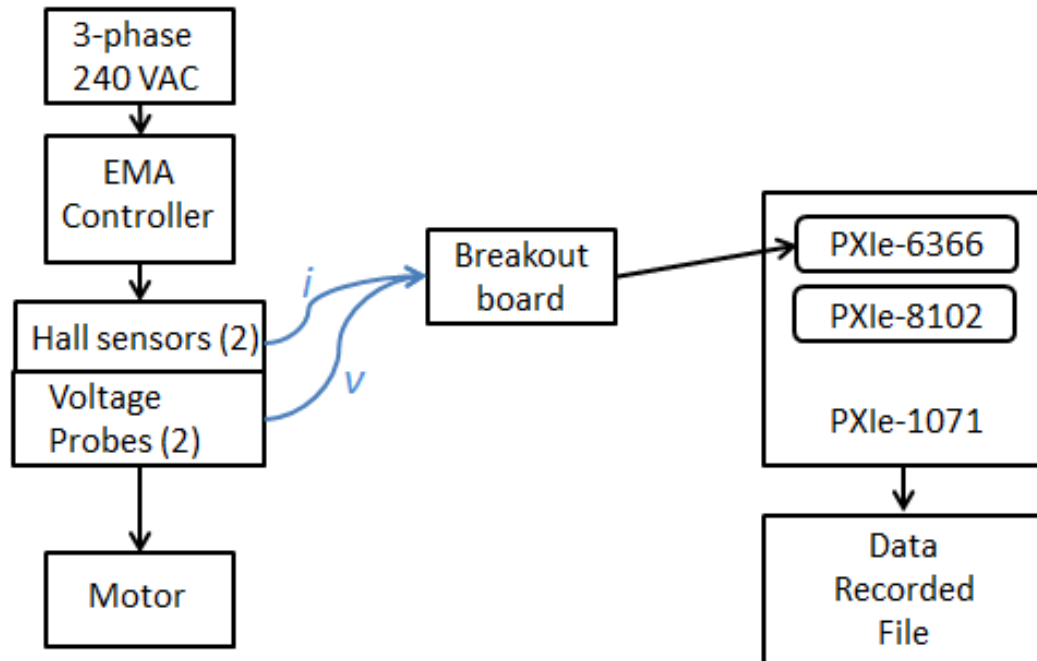 3-phase
240 VAC
EMA
Controller
Hall sensors (2)
Voltage
Probes (2)
Motor
i
v
Breakout
board
PXIe-6366
PXIe-8102
PXIe-1071
Data
Recorded
File